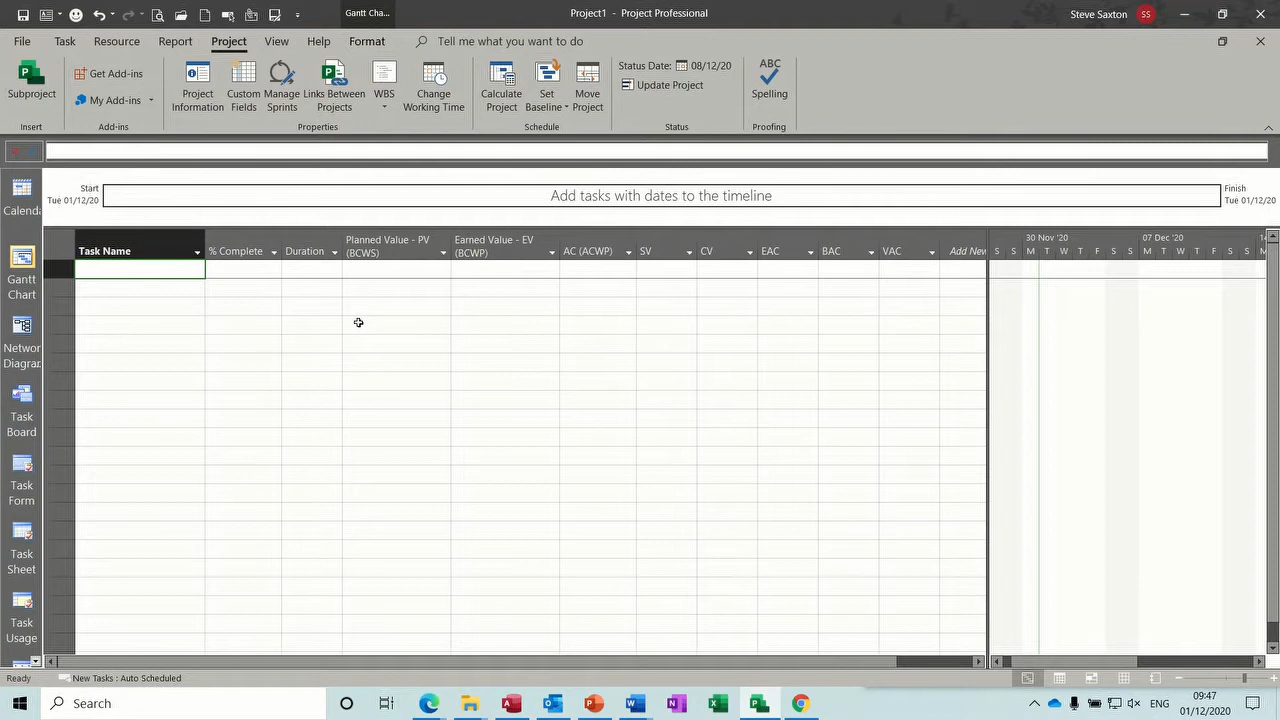 Gantt Cha...
Project1 - Project Professional
Steve Saxton
SS
File
Task
Resource
Report
Project
View
Help
Format
Tell me what you want to do
Subproject
Insert
Get Add-ins
My Add-ins
Add-ins
Project Information
Custom Fields
Manage Sprints
Links Between Projects
WBS
Change Working Time
Properties
Calculate Project
Set Baseline
Move Project
Schedule
Status Date:
08/12/20
Update Project
Status
ABC
Spelling
Proofing
Start
Tue 01/12/20
Add tasks with dates to the timeline
Finish
Tue 01/12/20
Calenda
Gantt Chart
Network Diagram
Task Board
Task Form
Task Sheet
Task Usage
Task Name
% Complete
Duration
Planned Value - PV (BCWS)
Earned Value - EV (BCWP)
AC (ACWP)
SV
CV
EAC
BAC
VAC
Add New
30 Nov '20
07 Dec '20
S S M T W T F S S M T W T F S S M
Ready
New Tasks : Auto Scheduled
Search
ENG
09:47
01/12/2020